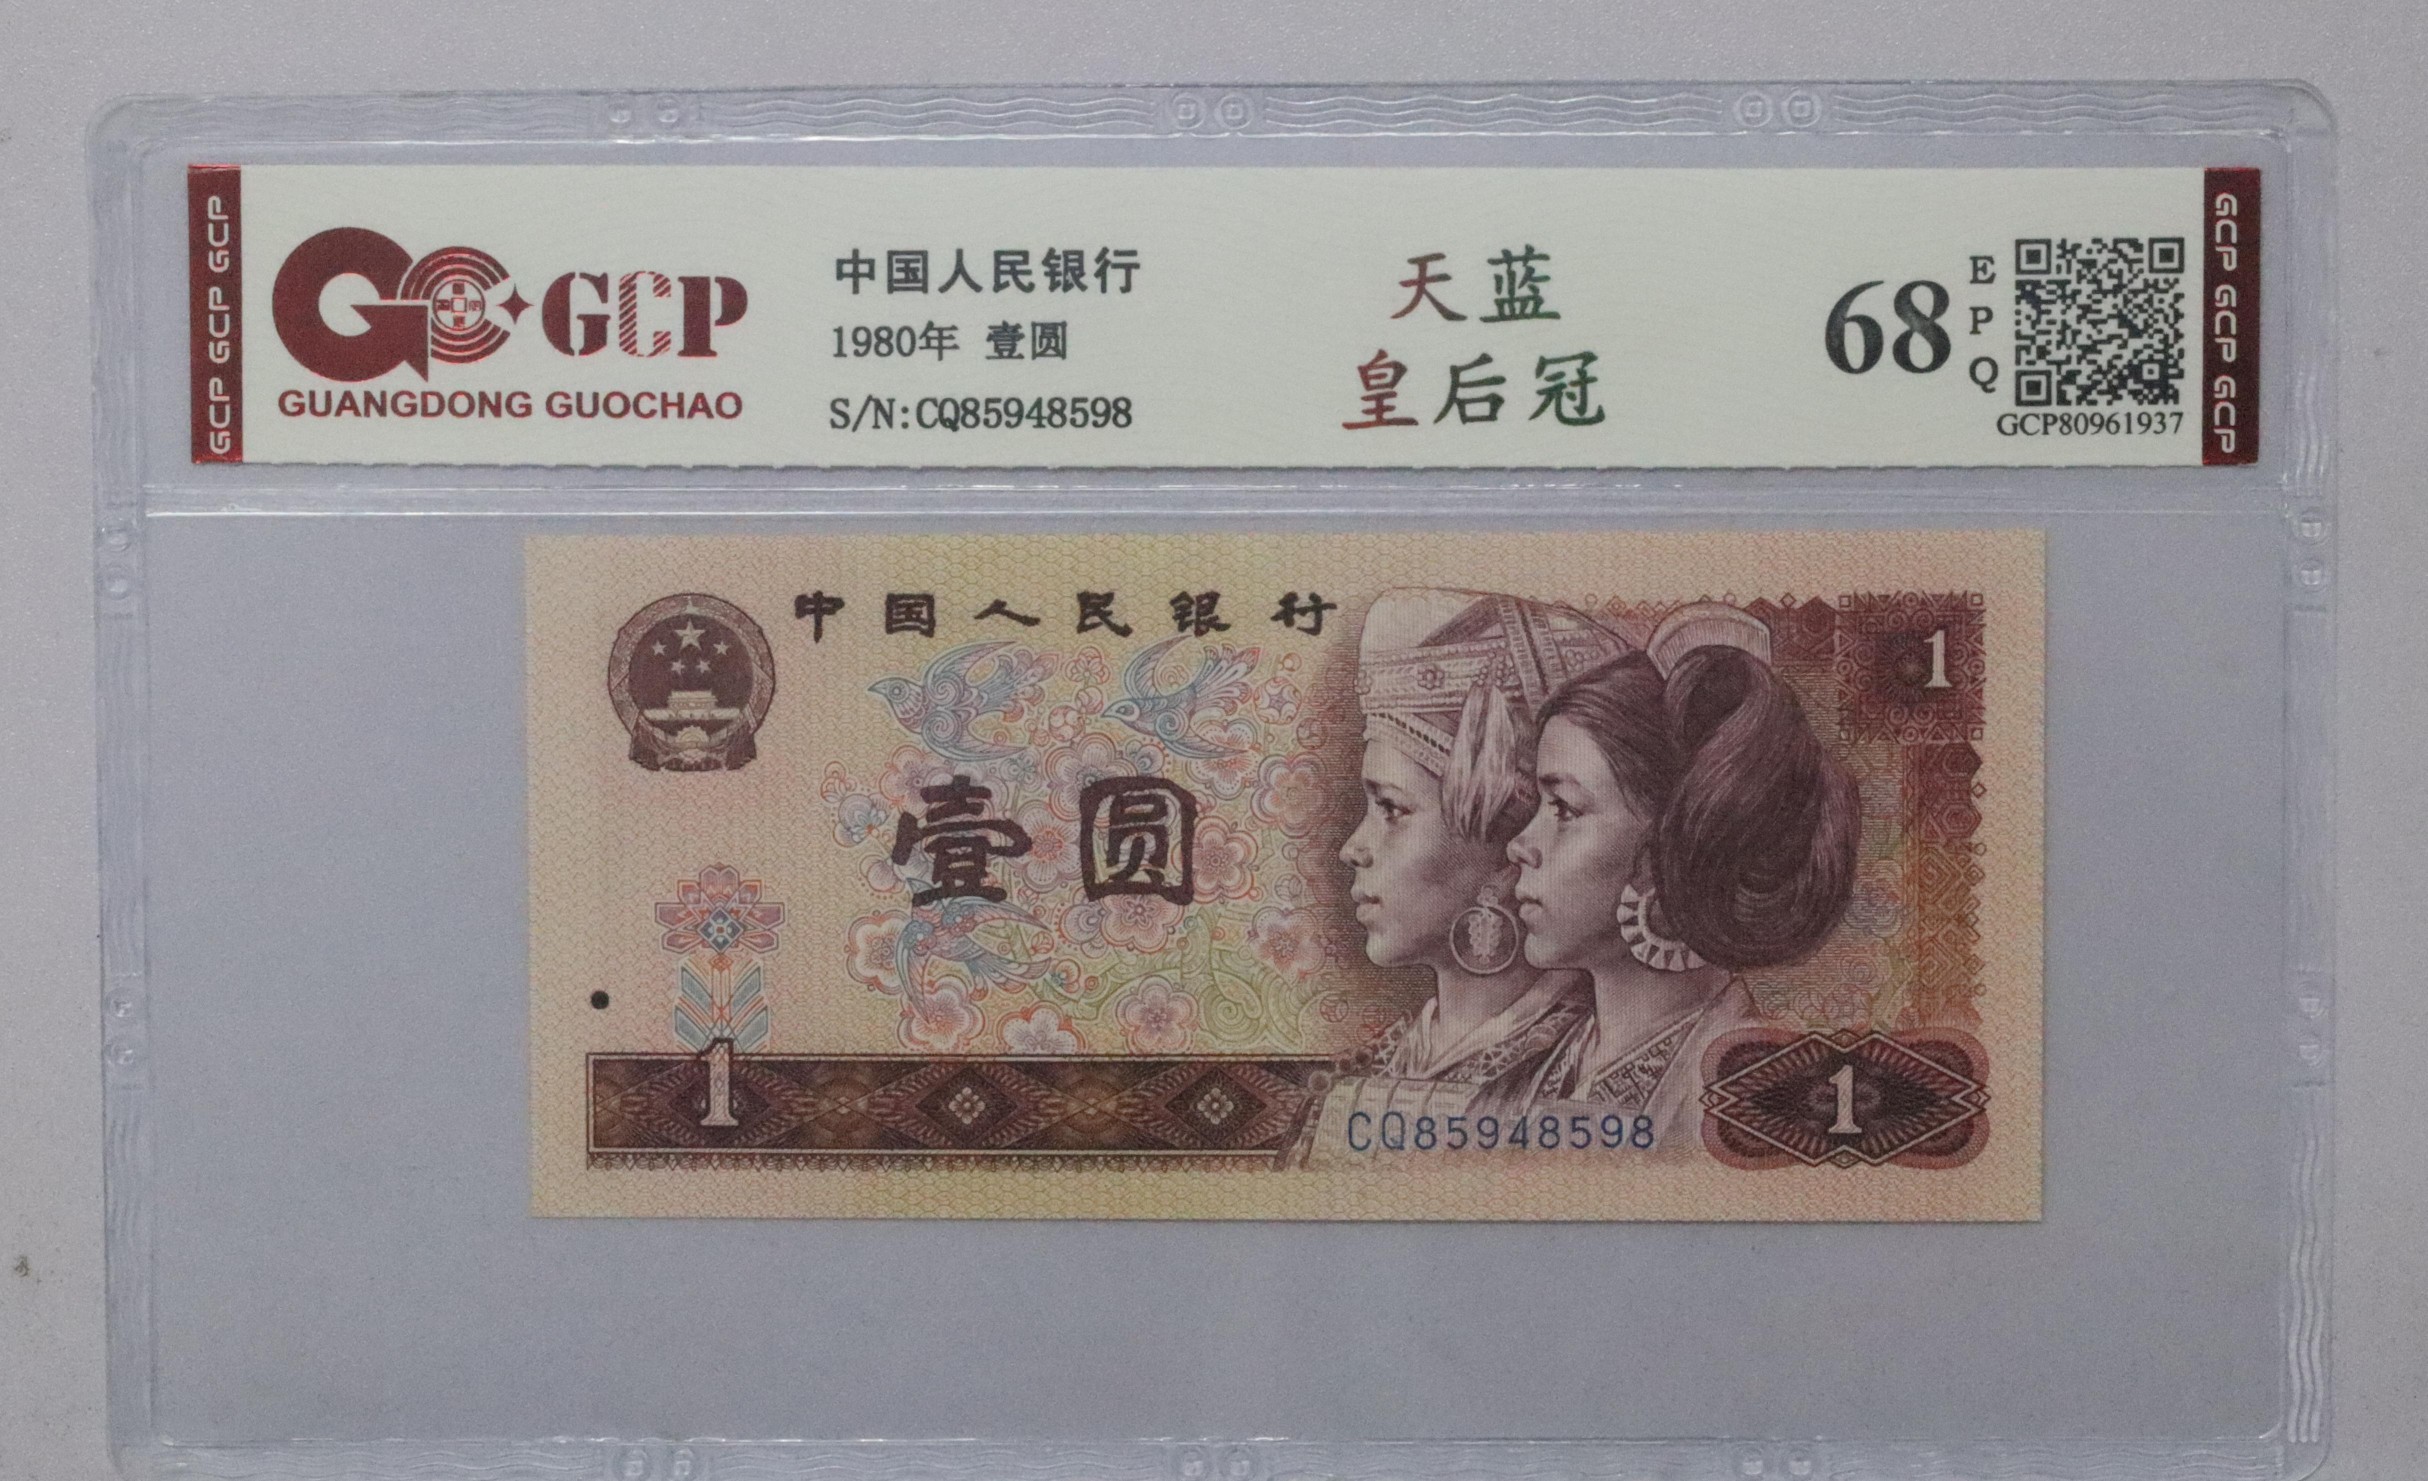 GCP GCP GCP
GCP
GUANGDONG GUOCHAO
中国人民银行
1980年 壹圆
S/N:CQ85948598
天蓝
皇后冠
68
EPQ
GCP80961937
GCP GCP GCP
中国人民银行
1
壹圆
1
CQ85948598
1